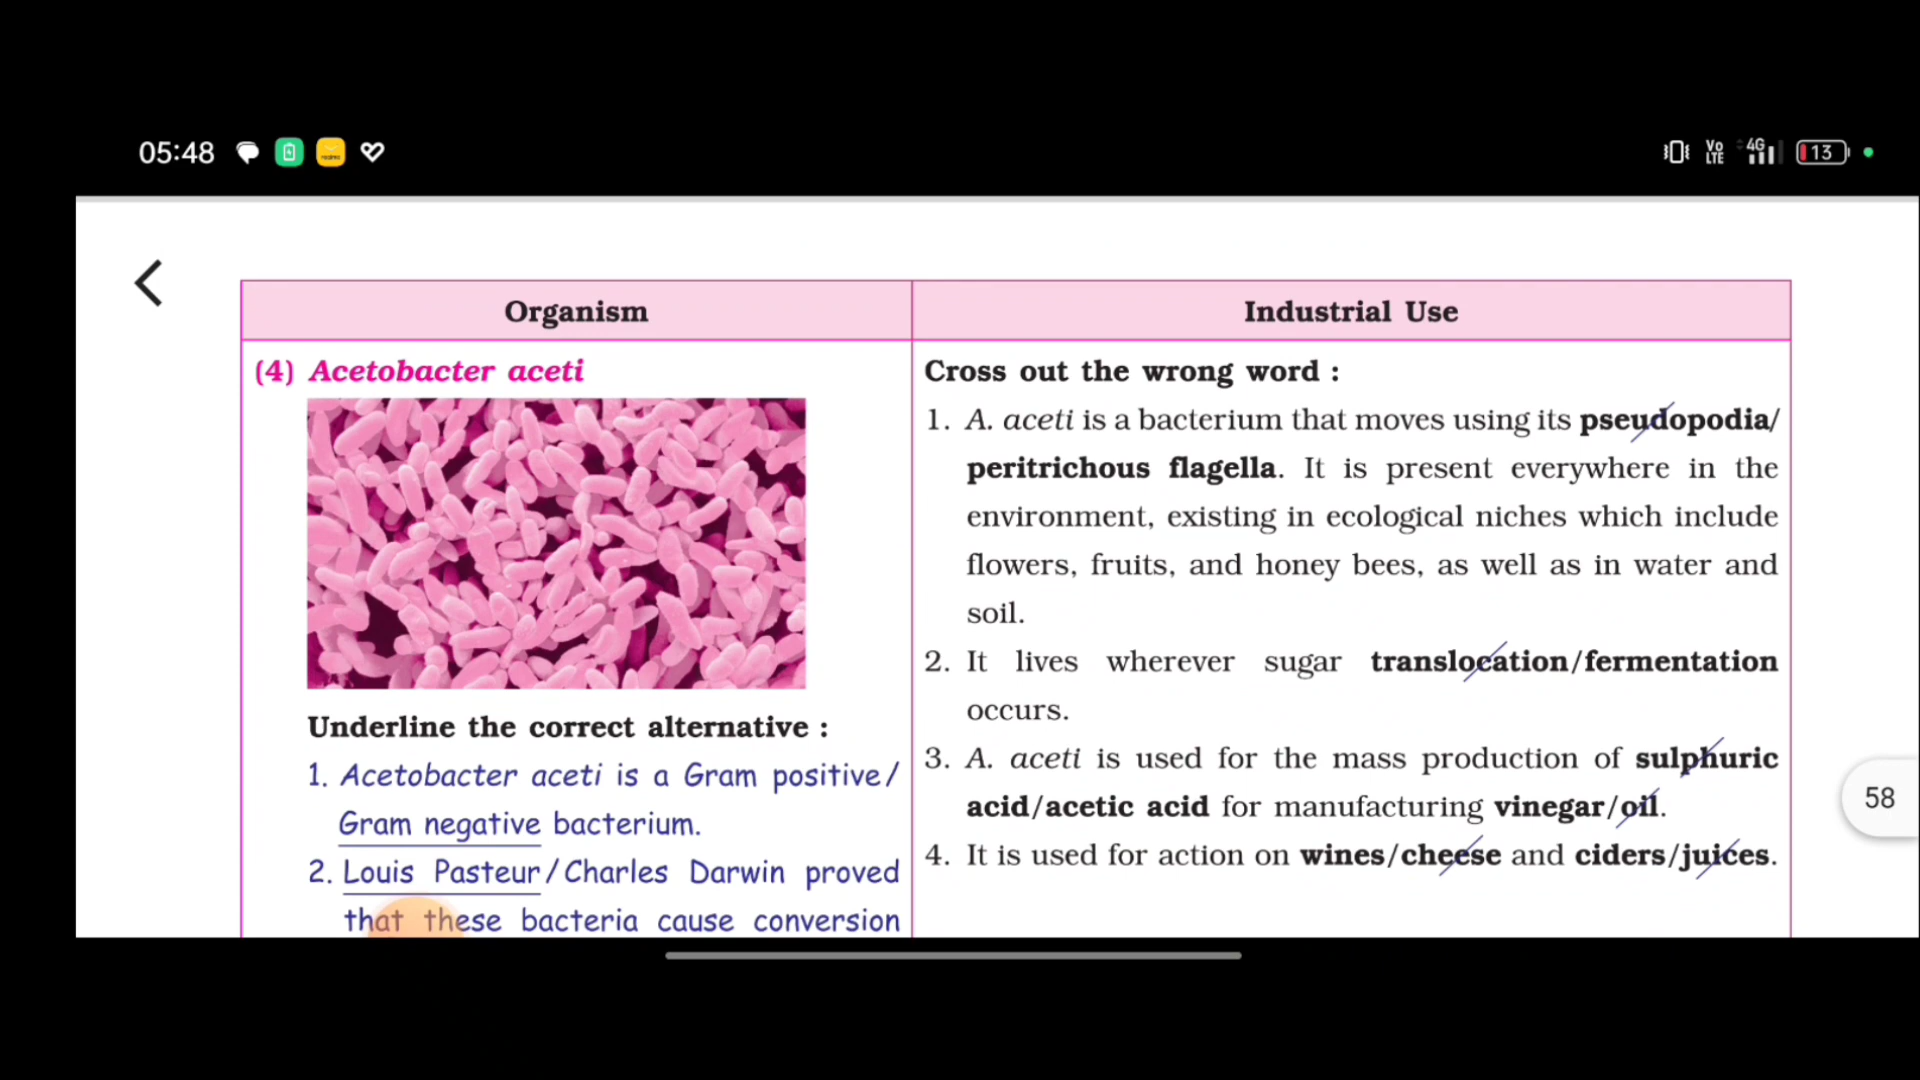 05:48
Vo LTE 4G 13
Organism
Industrial Use
(4) Acetobacter aceti
Underline the correct alternative :
1. Acetobacter aceti is a Gram positive/
Gram negative bacterium.
2. Louis Pasteur/Charles Darwin proved
that these bacteria cause conversion
Cross out the wrong word :
1. A. aceti is a bacterium that moves using its pseudopodia/
peritrichous flagella. It is present everywhere in the
environment, existing in ecological niches which include
flowers, fruits, and honey bees, as well as in water and
soil.
2. It lives wherever sugar translocation/fermentation
occurs.
3. A. aceti is used for the mass production of sulphuric
acid/acetic acid for manufacturing vinegar/oil.
4. It is used for action on wines/cheese and ciders/juices.
58